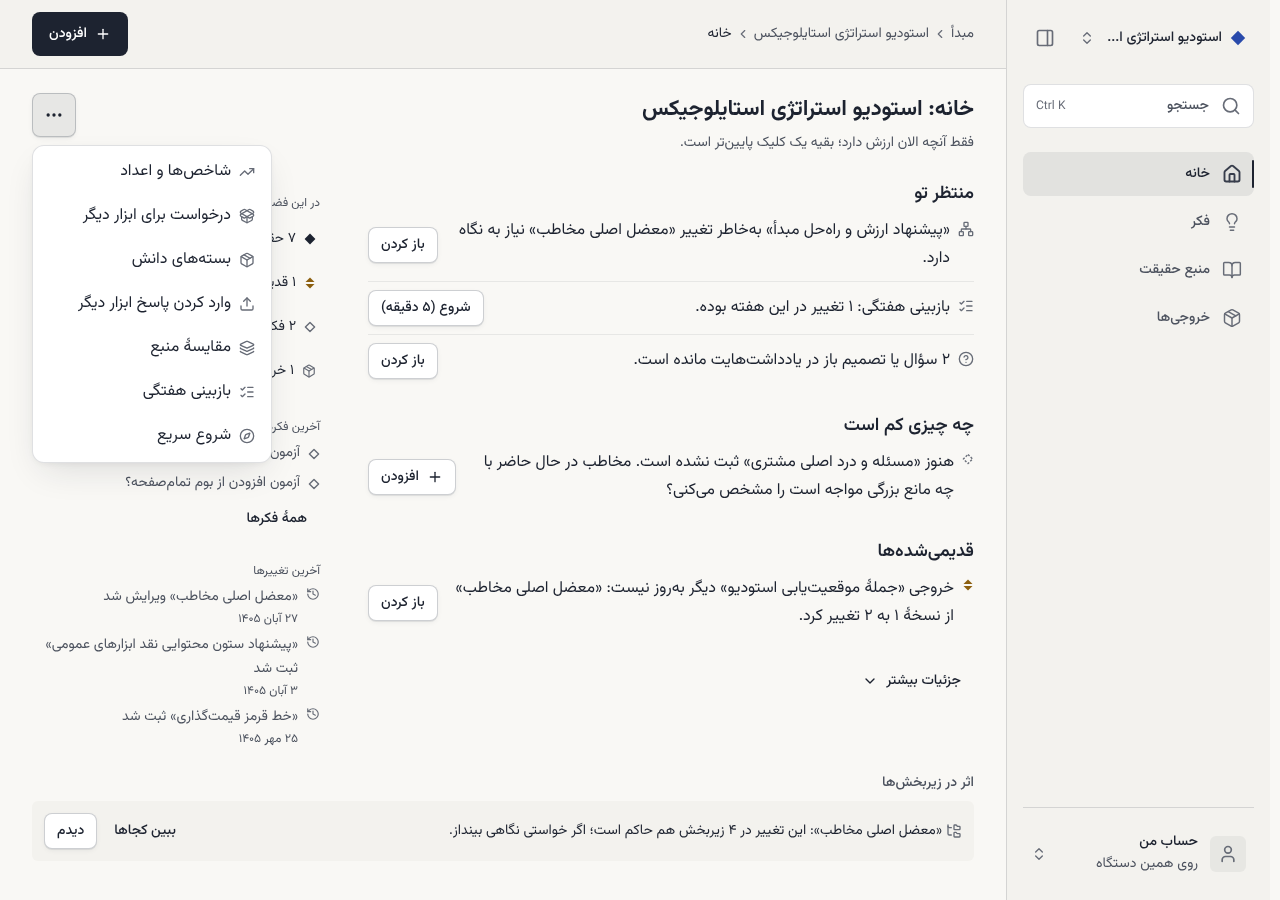 استودیو استراتژی ا...
جستجو
Ctrl K
خانه
فکر
منبع حقیقت
خروجی‌ها
حساب من
روی همین دستگاه
مبدأ › استودیو استراتژی استایلوجیکس › خانه
افزودن
خانه: استودیو استراتژی استایلوجیکس
فقط آنچه الان ارزش دارد؛ بقیه یک کلیک پایین‌تر است.
منتظر تو
«پیشنهاد ارزش و راه‌حل مبدأ» به‌خاطر تغییر «معضل اصلی مخاطب» نیاز به نگاه
دارد.
باز کردن
بازبینی هفتگی: ۱ تغییر در این هفته بوده.
شروع (۵ دقیقه)
۲ سؤال یا تصمیم باز در یادداشت‌هایت مانده است.
باز کردن
چه چیزی کم است
هنوز «مسئله و درد اصلی مشتری» ثبت نشده است. مخاطب در حال حاضر با
چه مانع بزرگی مواجه است را مشخص می‌کنی؟
افزودن
قدیمی‌شده‌ها
خروجی «جملهٔ موقعیت‌یابی استودیو» دیگر به‌روز نیست: «معضل اصلی مخاطب»
از نسخهٔ ۱ به ۲ تغییر کرد.
باز کردن
جزئیات بیشتر
شاخص‌ها و اعداد
درخواست برای ابزار دیگر
بسته‌های دانش
وارد کردن پاسخ ابزار دیگر
مقایسهٔ منبع
بازبینی هفتگی
شروع سریع
در این
۷
۱
۲
۱
آخرین
آزمون
آزمون افزودن از بوم تمام‌صفحه؟
همهٔ فکرها
آخرین تغییرها
«معضل اصلی مخاطب» ویرایش شد
۲۷ آبان ۱۴۰۵
«پیشنهاد ستون محتوایی نقد ابزارهای عمومی»
ثبت شد
۳ آبان ۱۴۰۵
«خط قرمز قیمت‌گذاری» ثبت شد
۲۵ مهر ۱۴۰۵
اثر در زیربخش‌ها
«معضل اصلی مخاطب»: این تغییر در ۴ زیربخش هم حاکم است؛ اگر خواستی نگاهی بینداز.
ببین کجاها
دیدم